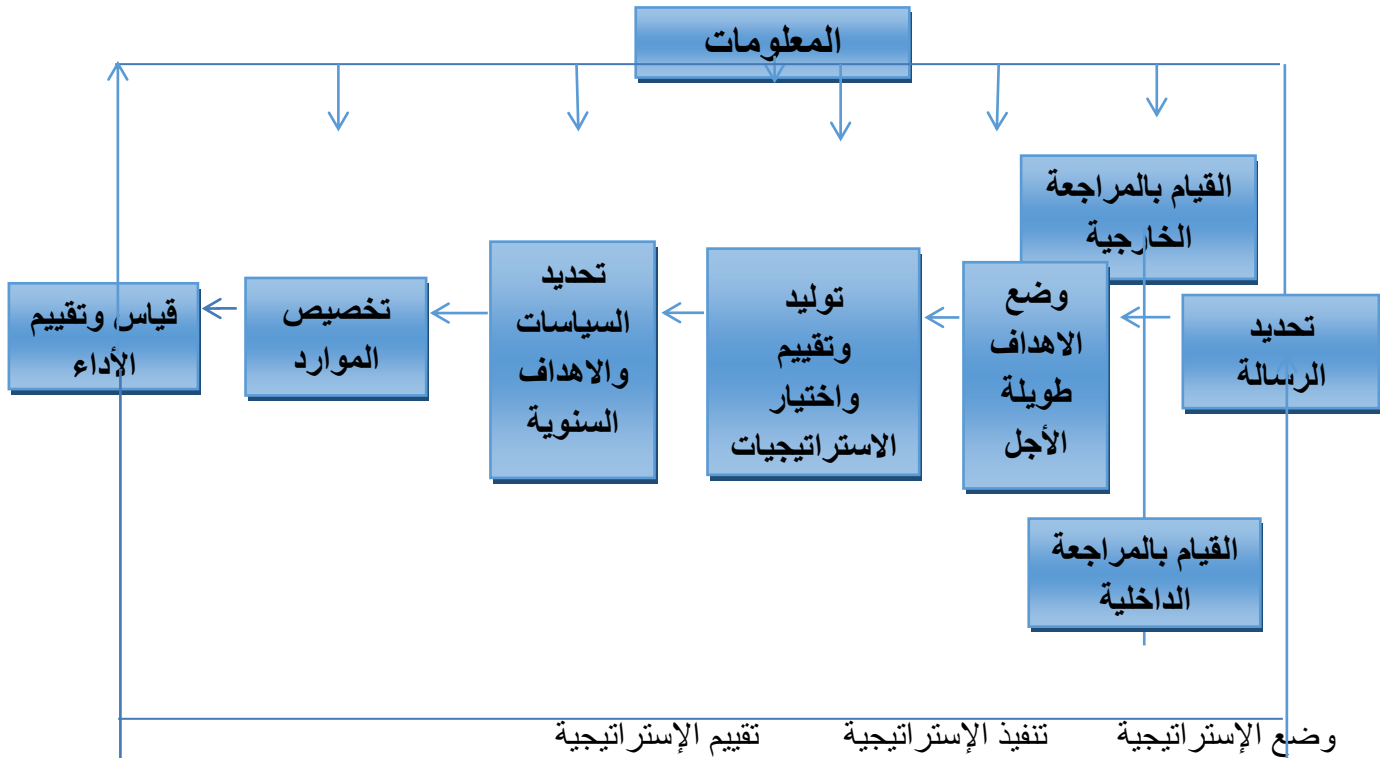 المعلومات
القيام بالمراجعة
الخارجية
تحديد
الرسالة
وضع
الاهداف
طويلة
الأجل
توليد
وتقييم
واختيار
الاستراتيجيات
تحديد
السياسات
والاهداف
السنوية
تخصيص
الموارد
قياس وتقييم
الأداء
القيام بالمراجعة
الداخلية
وضع الإستراتيجية تنفيذ الإستراتيجية تقييم الإستراتيجية